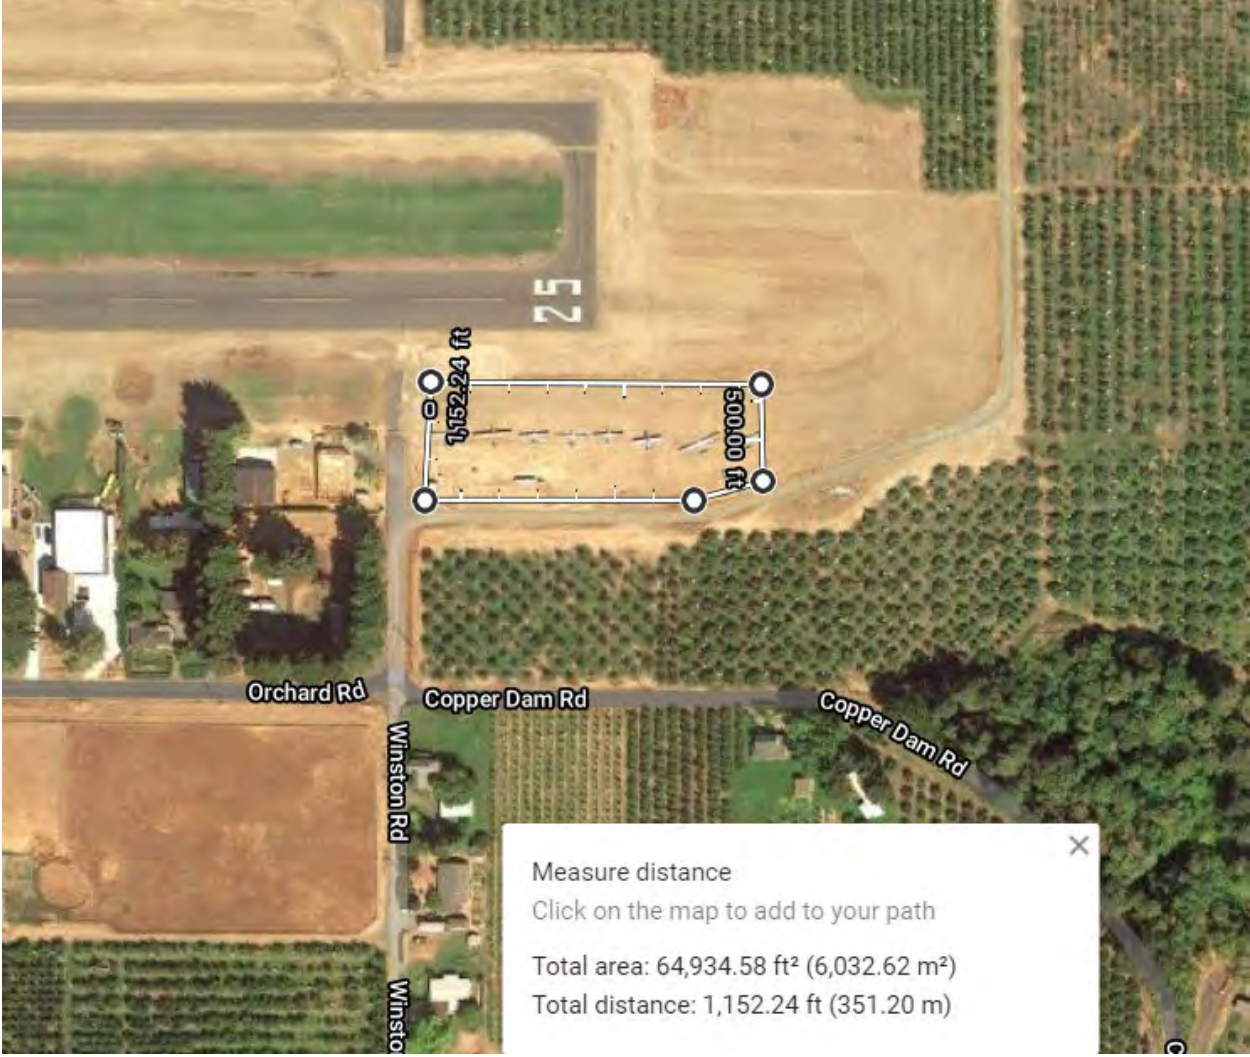 25
1,152.24 ft
0
500.00 ft
Orchard Rd
Copper Dam Rd
Copper Dam Rd
Winston Rd
Winsto
C
Measure distance
Click on the map to add to your path
Total area: 64,934.58 ft² (6,032.62 m²)
Total distance: 1,152.24 ft (351.20 m)